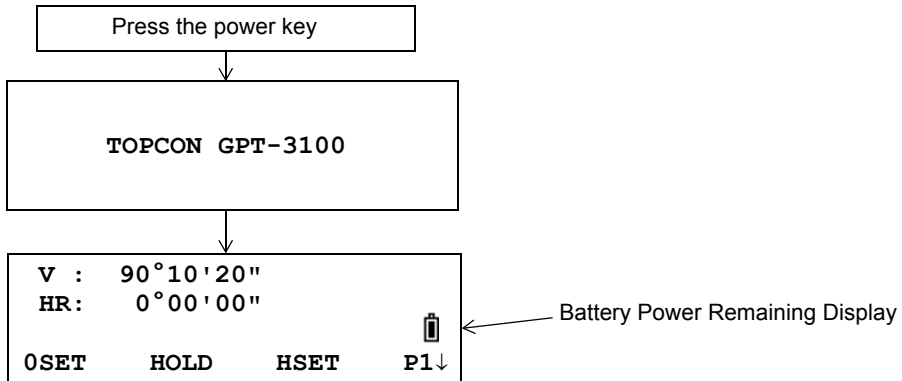 Press the power key
TOPCON GPT-3100
V : 90°10'20"
HR: 0°00'00"
Battery Power Remaining Display
0SET HOLD HSET P1↓